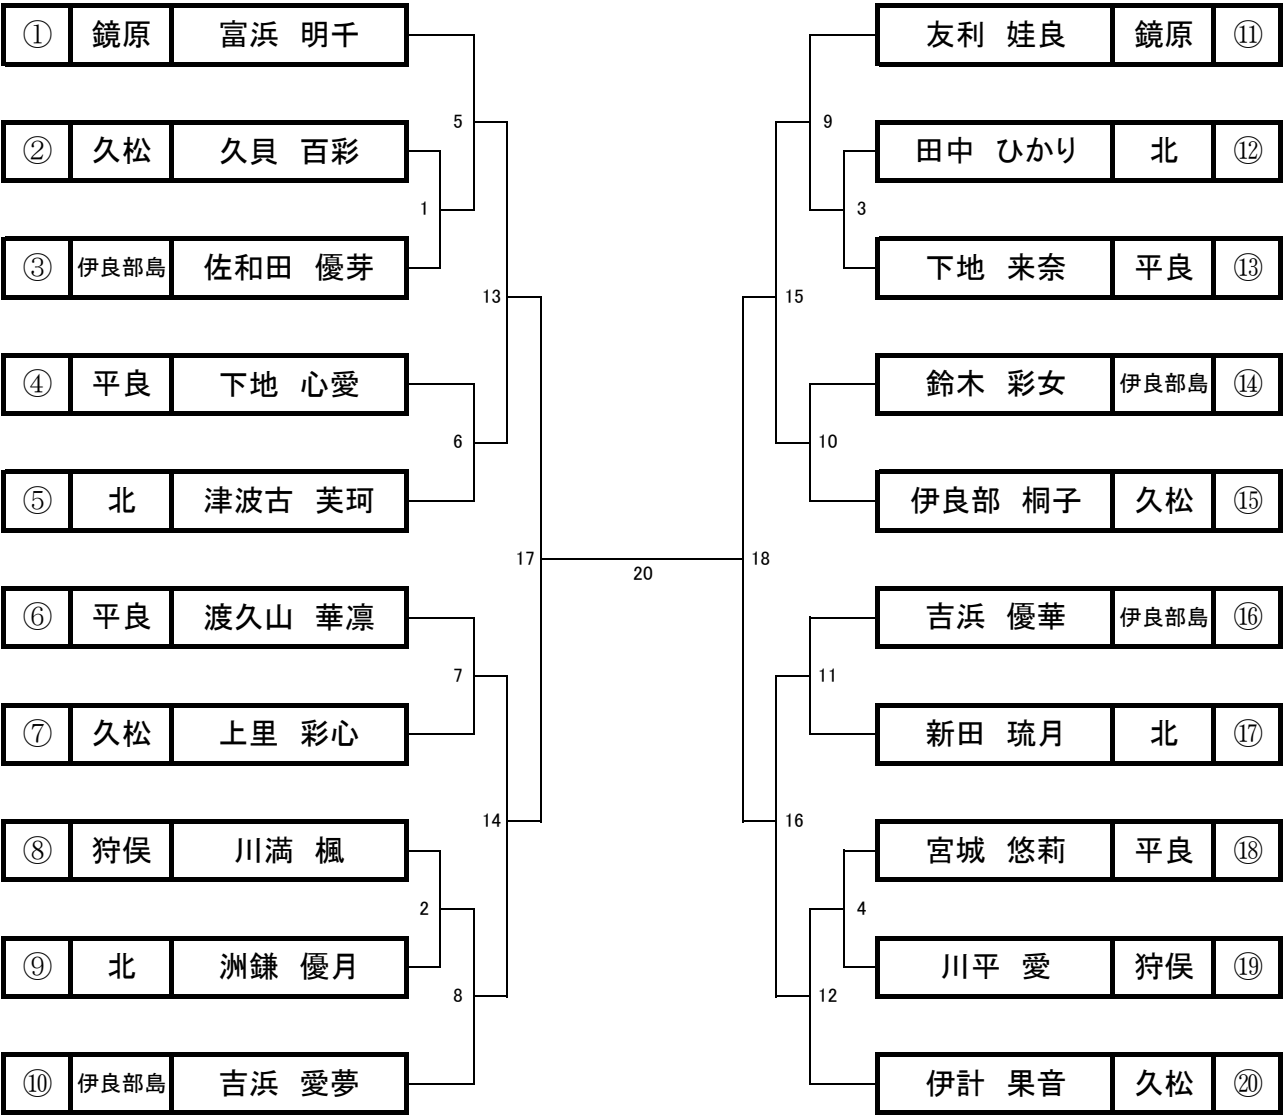 ① 鏡原 富浜 明千
5
② 久松 久貝 百彩
1
③ 伊良部島 佐和田 優芽
13
④ 平良 下地 心愛
6
⑤ 北 津波古 芙珂
17
⑥ 平良 渡久山 華凛
7
⑦ 久松 上里 彩心
14
⑧ 狩俣 川満 楓
2
⑨ 北 洲鎌 優月
8
⑩ 伊良部島 吉浜 愛夢
20
友利 娃良 鏡原 ⑪
9
田中 ひかり 北 ⑫
3
下地 来奈 平良 ⑬
15
鈴木 彩女 伊良部島 ⑭
10
伊良部 桐子 久松 ⑮
18
吉浜 優華 伊良部島 ⑯
11
新田 琉月 北 ⑰
16
宮城 悠莉 平良 ⑱
4
川平 愛 狩俣 ⑲
12
伊計 果音 久松 ⑳